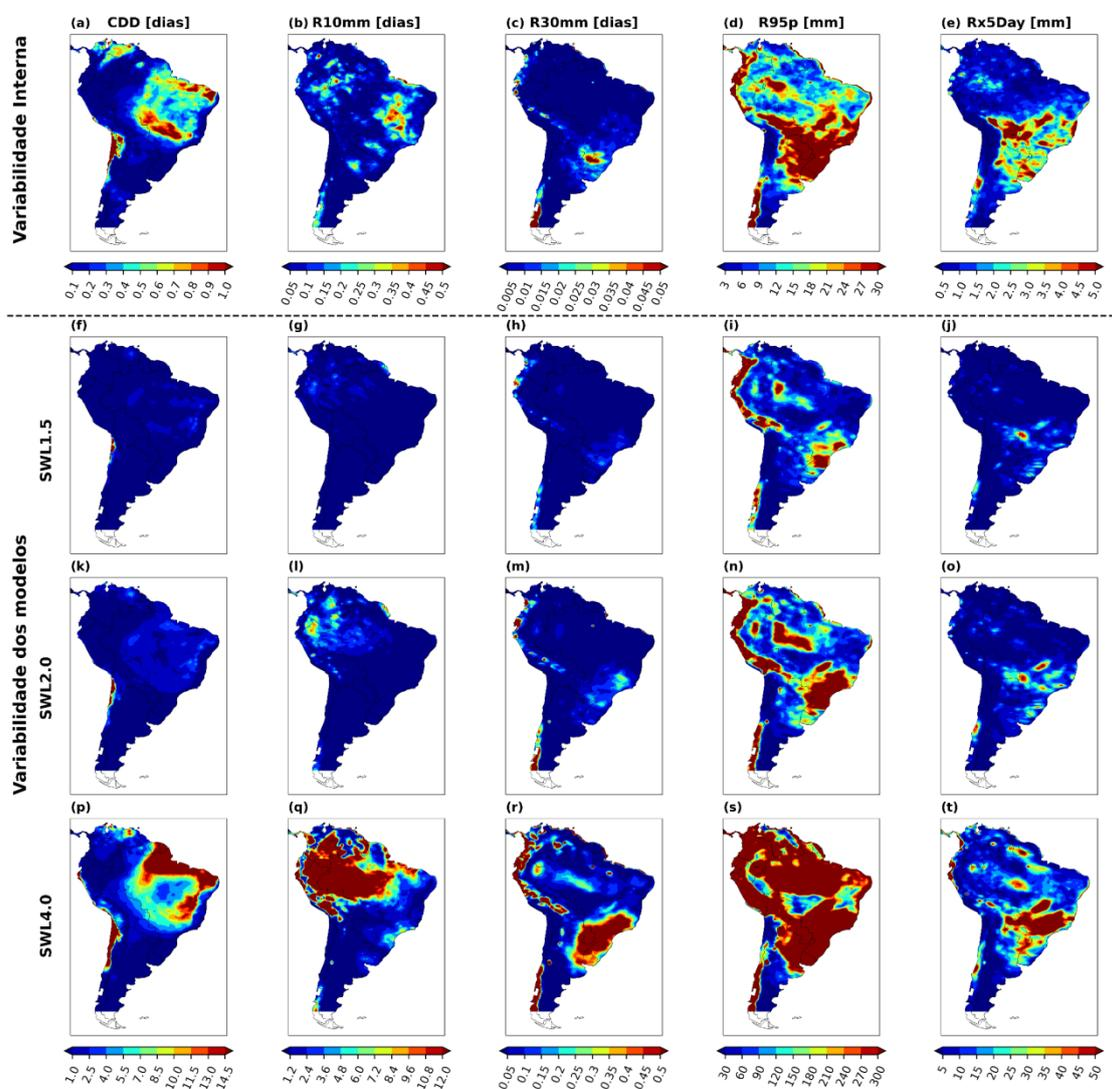 (a) CDD [dias]
(b) R10mm [dias]
(c) R30mm [dias]
(d) R95p [mm]
(e) Rx5Day [mm]
Variabilidade Interna
0.1 0.2 0.3 0.4 0.5 0.6 0.7 0.8 0.9 1.0
0.05 0.1 0.15 0.2 0.25 0.3 0.35 0.4 0.45 0.5
0.005 0.01 0.015 0.02 0.025 0.03 0.035 0.04 0.045 0.05
3 6 9 12 15 18 21 24 27 30
0.5 1.0 1.5 2.0 2.5 3.0 3.5 4.0 4.5 5.0
Variabilidade dos modelos
SWL1.5
(f)
(g)
(h)
(i)
(j)
SWL2.0
(k)
(l)
(m)
(n)
(o)
SWL4.0
(p)
(q)
(r)
(s)
(t)
1.0 2.5 4.0 5.5 7.0 8.5 10.0 11.5 13.0 14.5
1.2 2.4 3.6 4.8 6.0 7.2 8.4 9.6 10.8 12.0
0.05 0.1 0.15 0.2 0.25 0.3 0.35 0.4 0.45 0.5
30 60 90 120 150 180 210 240 270 300
5 10 15 20 25 30 35 40 45 50